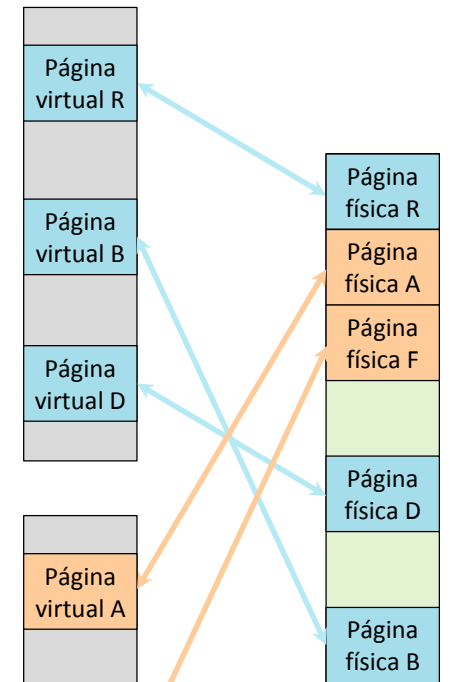 Página
virtual R
Página
virtual B
Página
virtual D
Página
virtual A
Página
física R
Página
física A
Página
física F
Página
física D
Página
física B